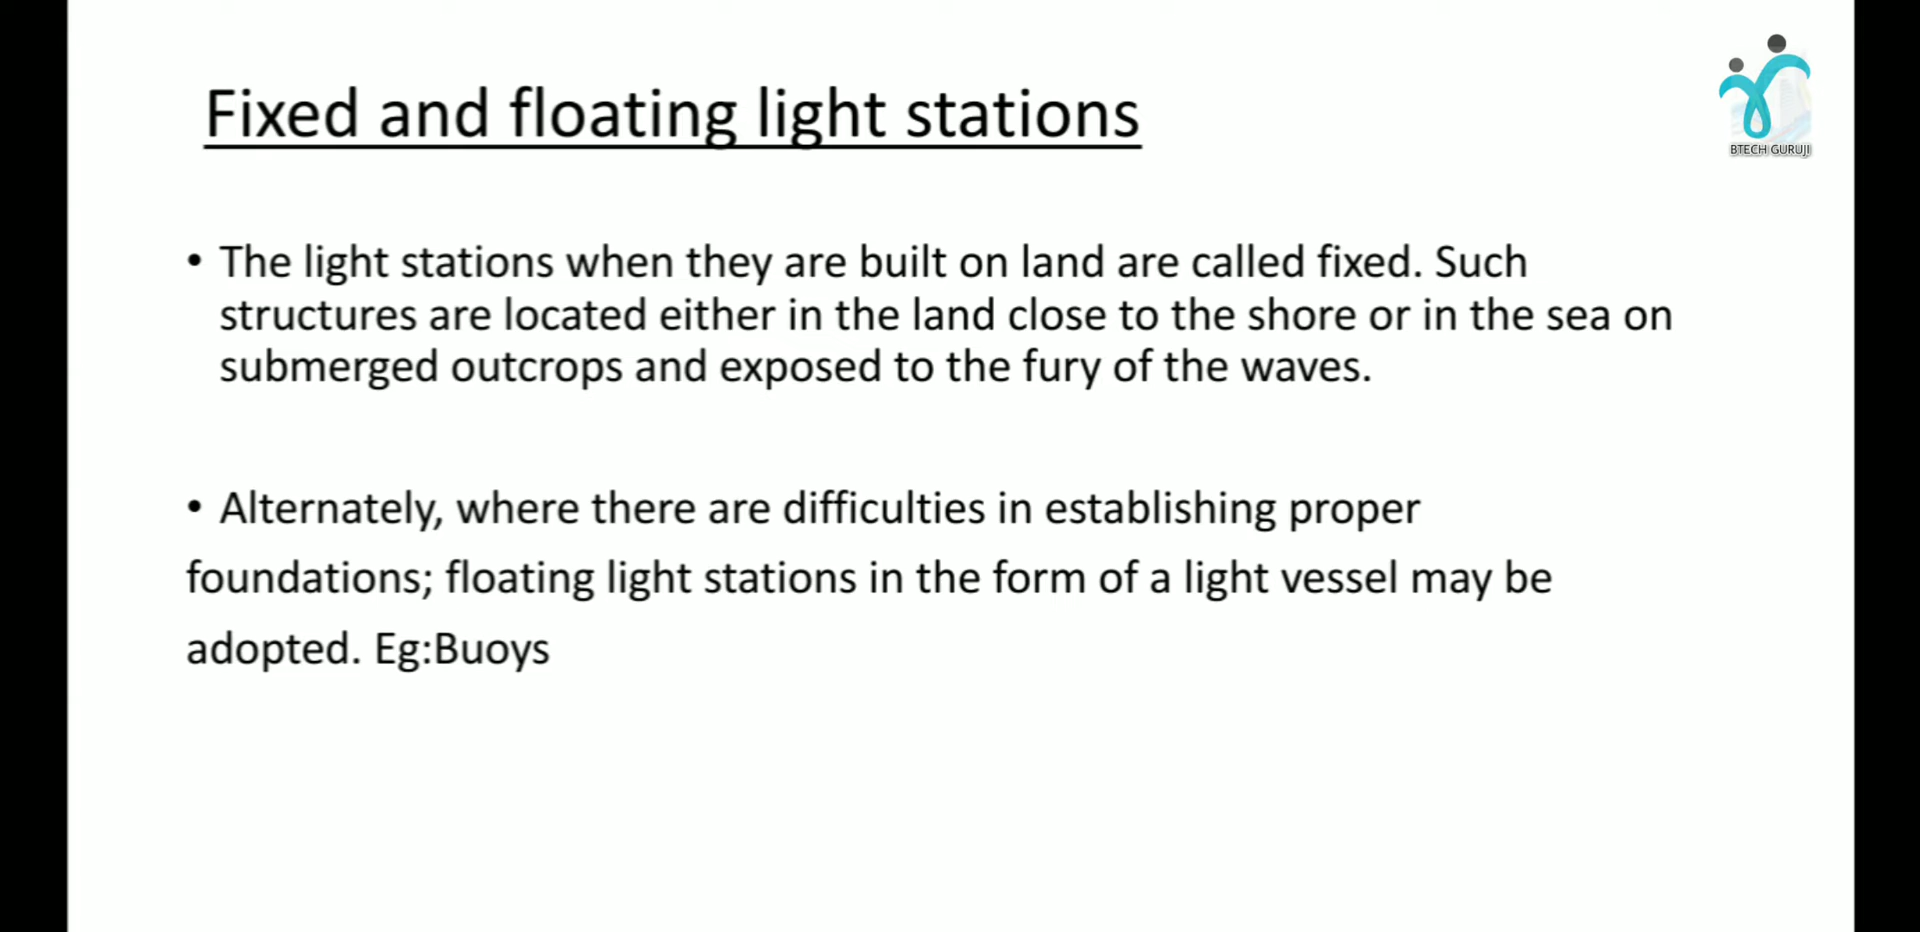 Fixed and floating light stations
BTECH GURUJI
• The light stations when they are built on land are called fixed. Such
structures are located either in the land close to the shore or in the sea on
submerged outcrops and exposed to the fury of the waves.
• Alternately, where there are difficulties in establishing proper
foundations; floating light stations in the form of a light vessel may be
adopted. Eg:Buoys